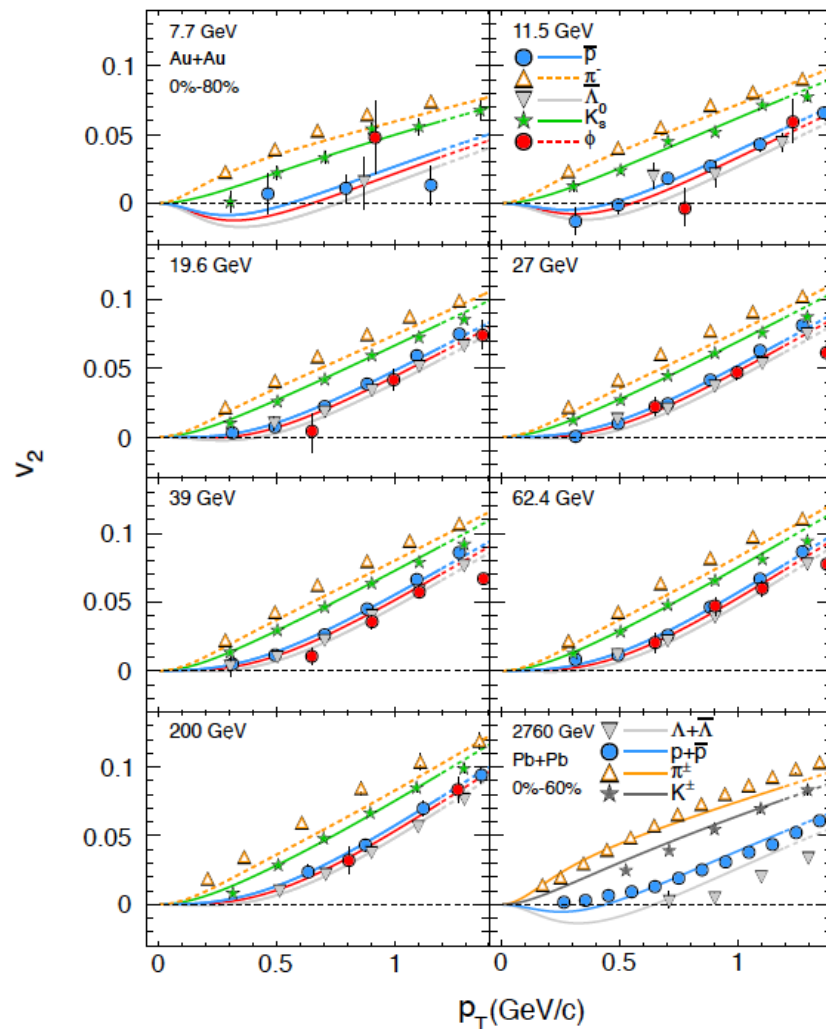 7.7 GeV
Au+Au
0%-80%
0.1
0.05
0
11.5 GeV
p̅
π⁻
Λ̅
K⁰ₛ
ϕ
19.6 GeV
0.1
0.05
0
27 GeV
39 GeV
0.1
0.05
0
62.4 GeV
200 GeV
0.1
0.05
0
2760 GeV
Pb+Pb
0%-60%
Λ+Λ̅
p+p̅
π±
K±
0 0.5 1
0 0.5 1
v₂
p_T(GeV/c)